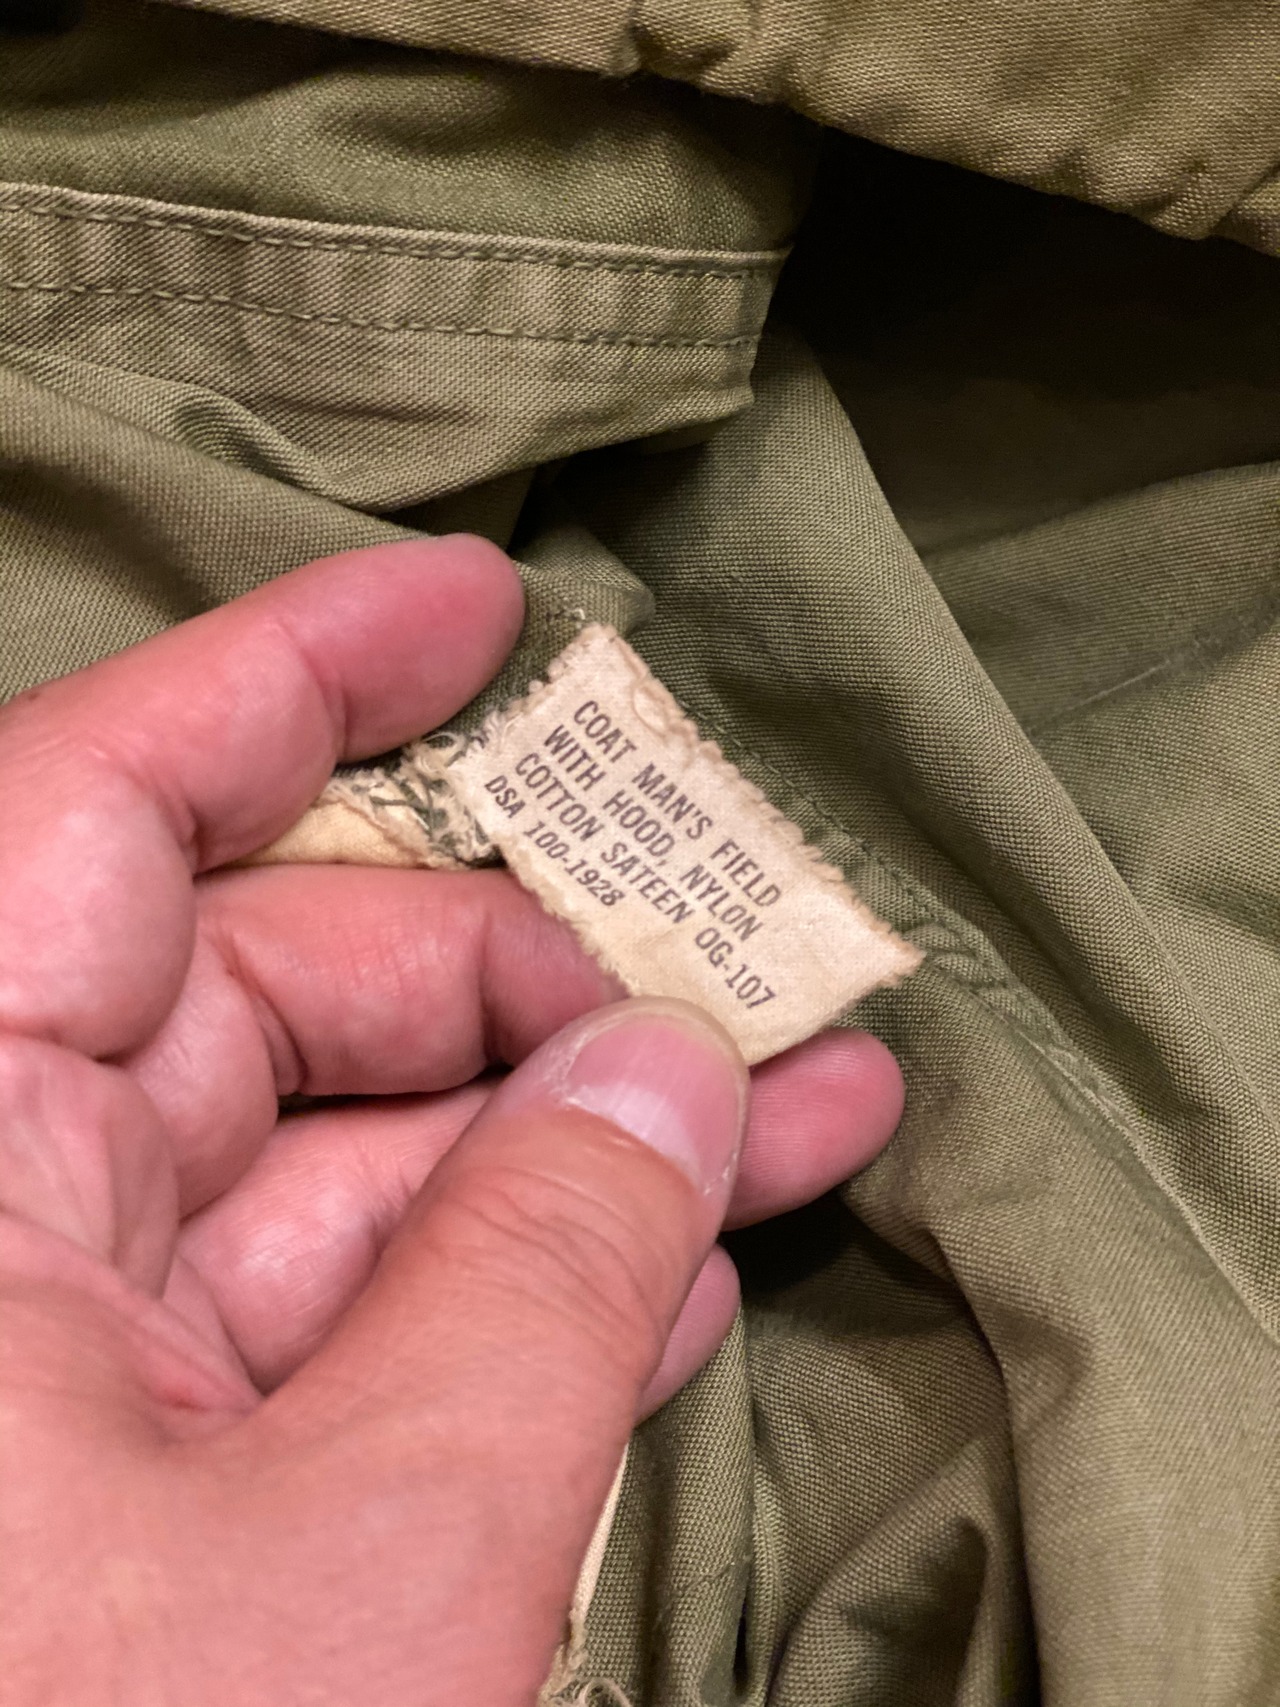 COAT MAN'S FIELD
WITH HOOD, NYLON
COTTON SATEEN OG-107
DSA 100-1928